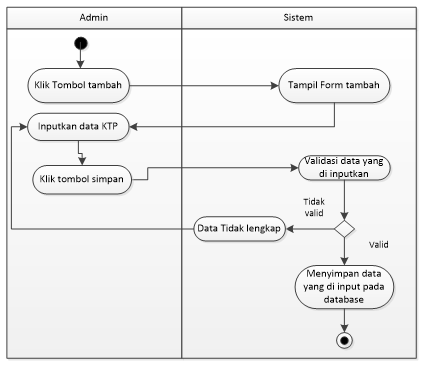 Admin
Sistem
Klik Tombol tambah
Tampil Form tambah
Inputkan data KTP
Klik tombol simpan
Validasi data yang
di inputkan
Tidak
valid
Data Tidak lengkap
Valid
Menyimpan data
yang di input pada
database